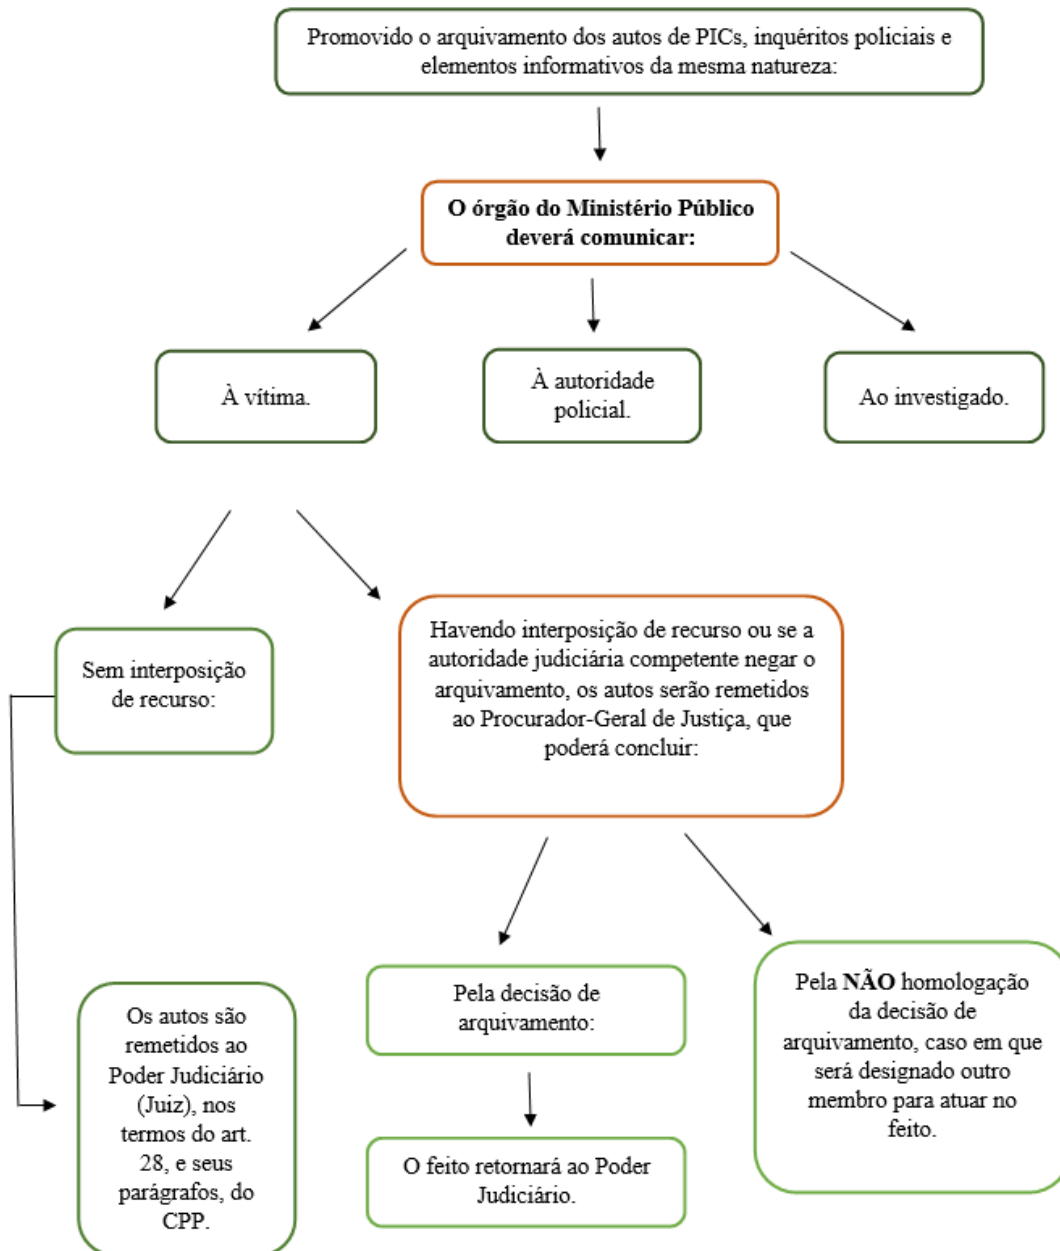 Promovido o arquivamento dos autos de PICs, inquéritos policiais e
elementos informativos da mesma natureza:
O órgão do Ministério Público
deverá comunicar:
À vítima.
À autoridade
policial.
Ao investigado.
Sem interposição
de recurso:
Havendo interposição de recurso ou se a
autoridade judiciária competente negar o
arquivamento, os autos serão remetidos
ao Procurador-Geral de Justiça, que
poderá concluir:
Os autos são
remetidos ao
Poder Judiciário
(Juiz), nos
termos do art.
28, e seus
parágrafos, do
CPP.
Pela decisão de
arquivamento:
O feito retornará ao Poder
Judiciário.
Pela NÃO homologação
da decisão de
arquivamento, caso em que
será designado outro
membro para atuar no
feito.